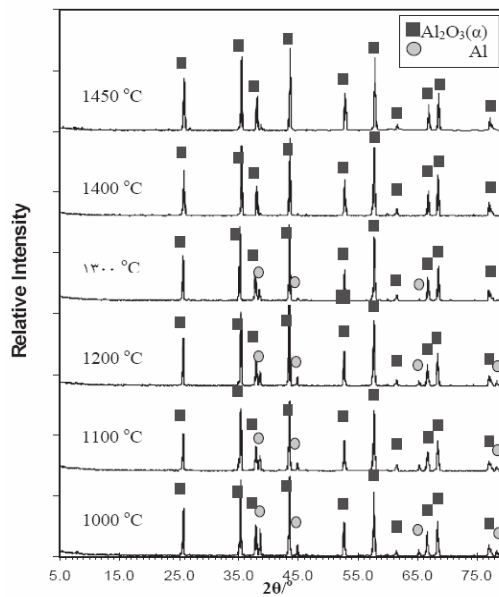 Al₂O₃(α)
Al
1450 °C
1400 °C
۱۳۰۰ °C
1200 °C
1100 °C
1000 °C
Relative Intensity
5.0 15.0 25.0 35.0 45.0 55.0 65.0 75.0
2θ/°